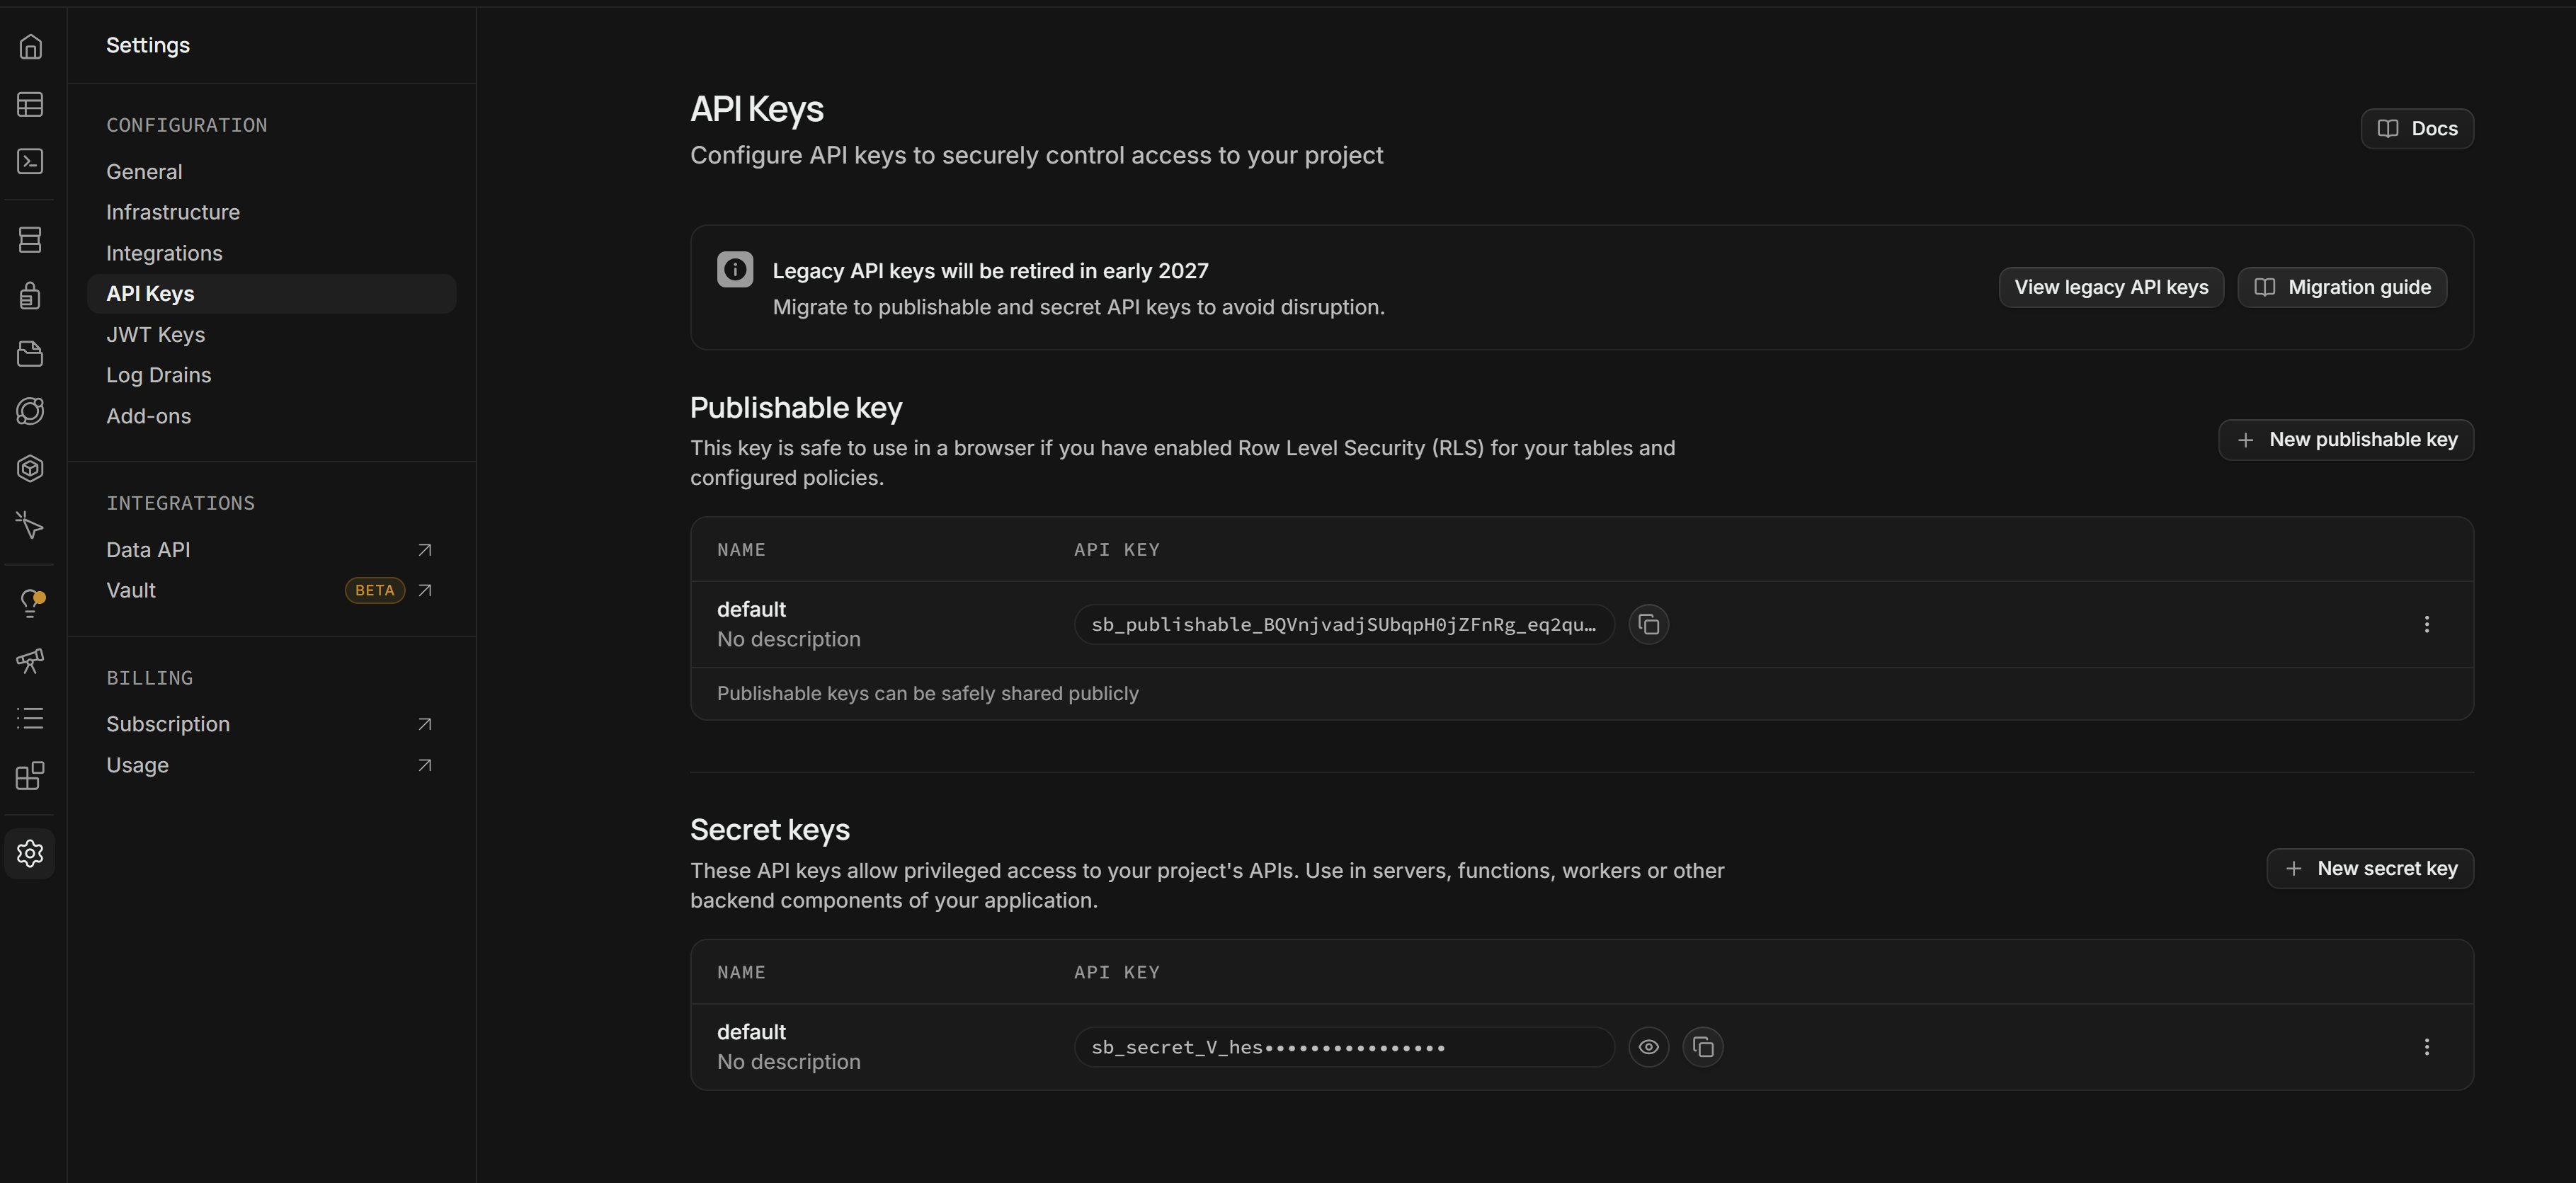 Settings
CONFIGURATION
General
Infrastructure
Integrations
API Keys
JWT Keys
Log Drains
Add-ons
INTEGRATIONS
Data API
Vault BETA
BILLING
Subscription
Usage
API Keys
Configure API keys to securely control access to your project
Docs
Legacy API keys will be retired in early 2027
Migrate to publishable and secret API keys to avoid disruption.
View legacy API keys
Migration guide
Publishable key
This key is safe to use in a browser if you have enabled Row Level Security (RLS) for your tables and
configured policies.
New publishable key
NAME API KEY
default
No description
sb_publishable_BQVnjvadjSUbqpH0jZFnRg_eq2qu…
Publishable keys can be safely shared publicly
Secret keys
These API keys allow privileged access to your project's APIs. Use in servers, functions, workers or other
backend components of your application.
New secret key
NAME API KEY
default
No description
sb_secret_V_hes••••••••••••••••